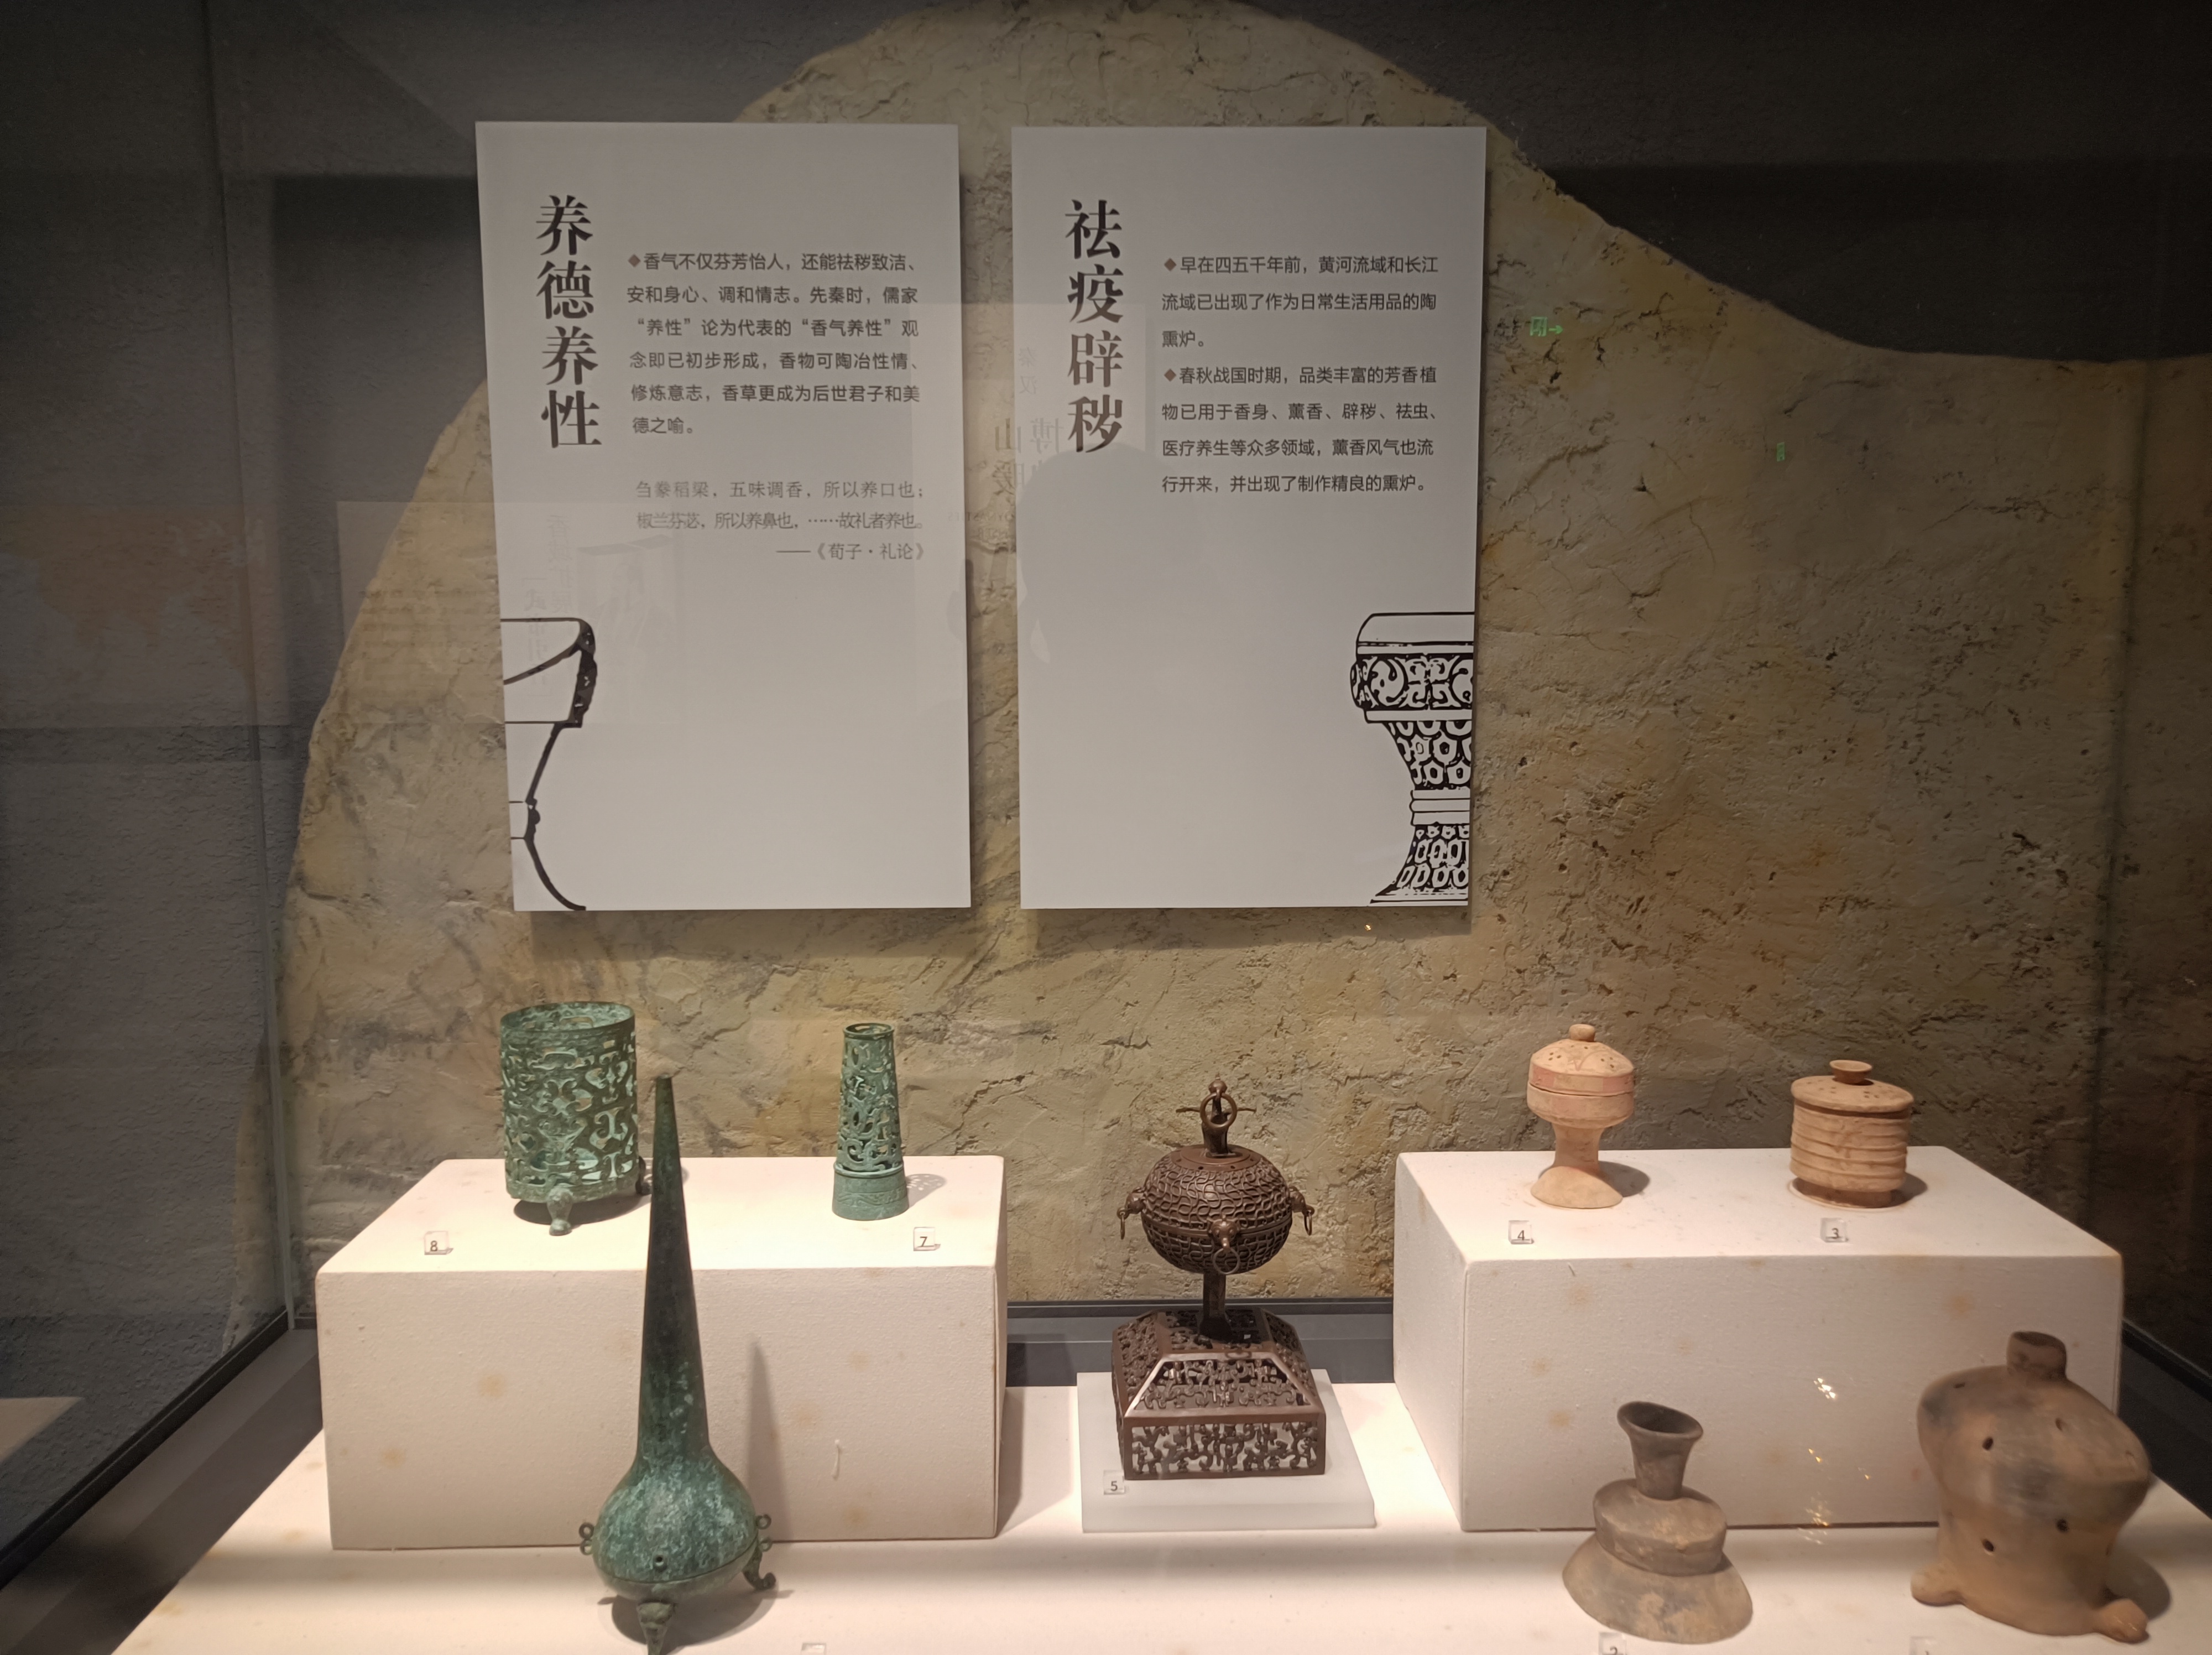 养德养性
◆香气不仅芬芳怡人，还能祛秽致洁、
安和身心、调和情志。先秦时，儒家
“养性”论为代表的“香气养性”观
念即已初步形成，香物可陶冶性情、
修炼意志，香草更成为后世君子和美
德之喻。
刍豢稻梁，五味调香，所以养口也；
椒兰芬苾，所以养鼻也，……故礼者养也。
——《荀子·礼论》
祛疫辟秽
◆早在四五千年前，黄河流域和长江
流域已出现了作为日常生活用品的陶
熏炉。
◆春秋战国时期，品类丰富的芳香植
物已用于香身、薰香、辟秽、祛虫、
医疗养生等众多领域，薰香风气也流
行开来，并出现了制作精良的熏炉。
8
7
5
4
3
2